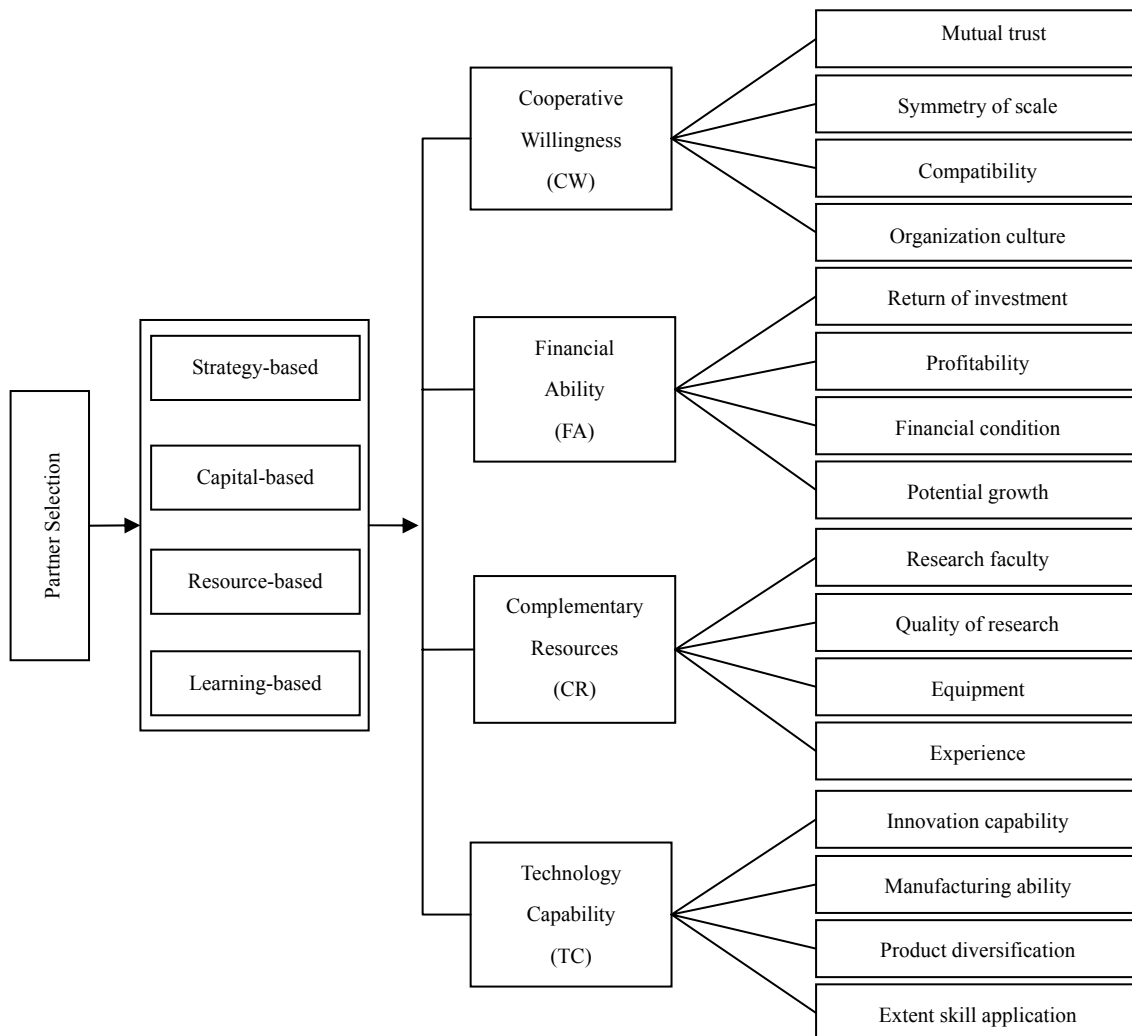 Partner Selection
Strategy-based
Capital-based
Resource-based
Learning-based
Cooperative
Willingness
(CW)
Financial
Ability
(FA)
Complementary
Resources
(CR)
Technology
Capability
(TC)
Mutual trust
Symmetry of scale
Compatibility
Organization culture
Return of investment
Profitability
Financial condition
Potential growth
Research faculty
Quality of research
Equipment
Experience
Innovation capability
Manufacturing ability
Product diversification
Extent skill application